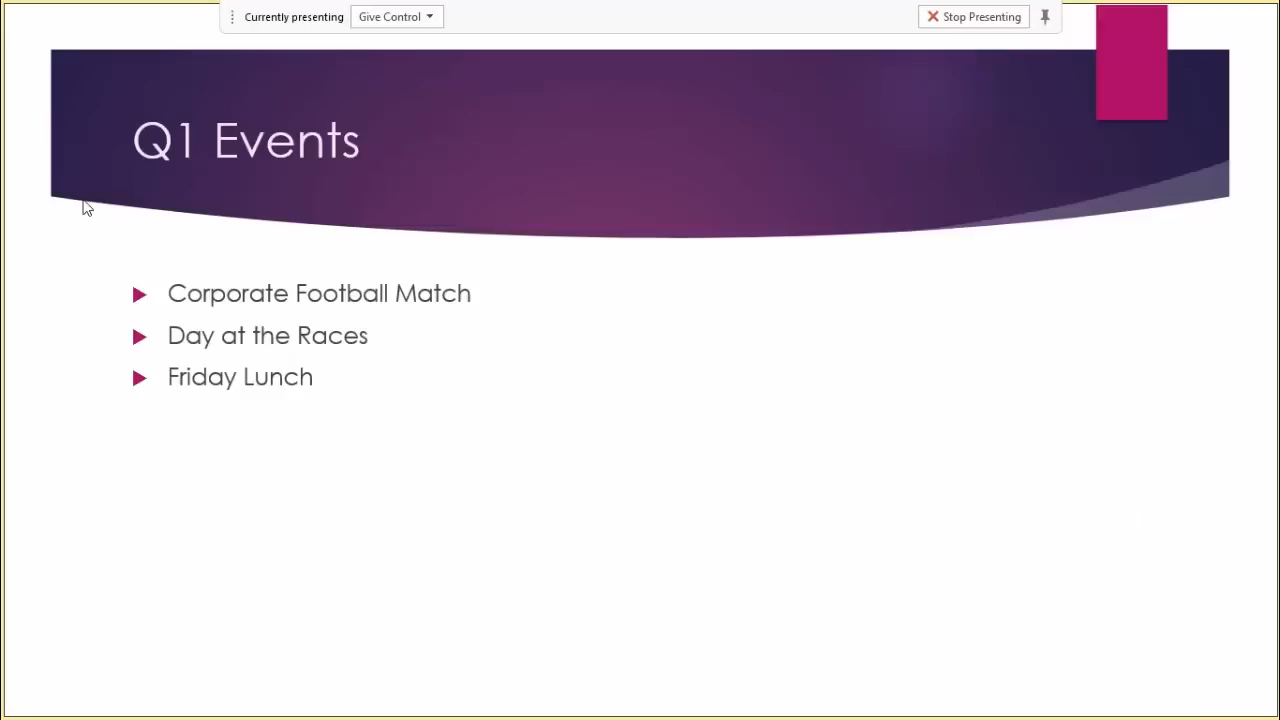 Currently presenting Give Control Stop Presenting
Q1 Events
Corporate Football Match
Day at the Races
Friday Lunch